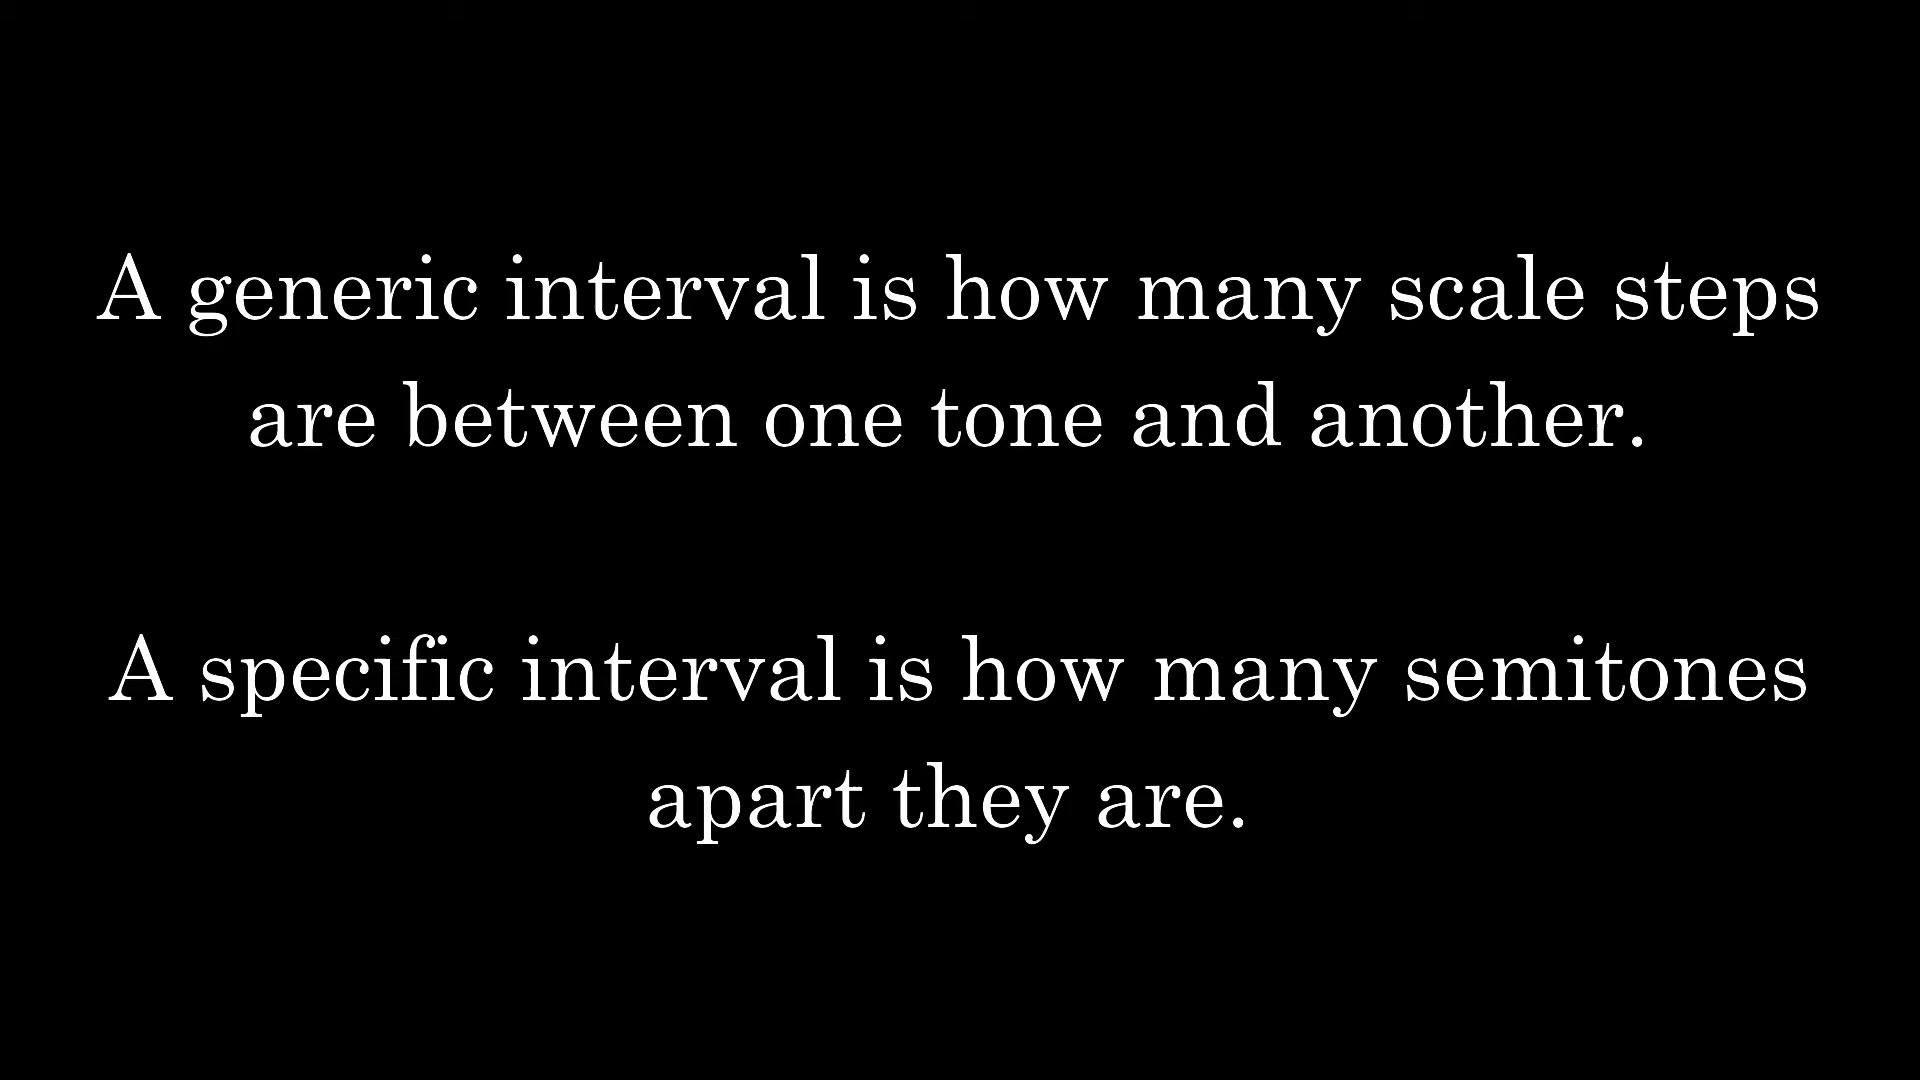 A generic interval is how many scale steps
are between one tone and another.
A specific interval is how many semitones
apart they are.